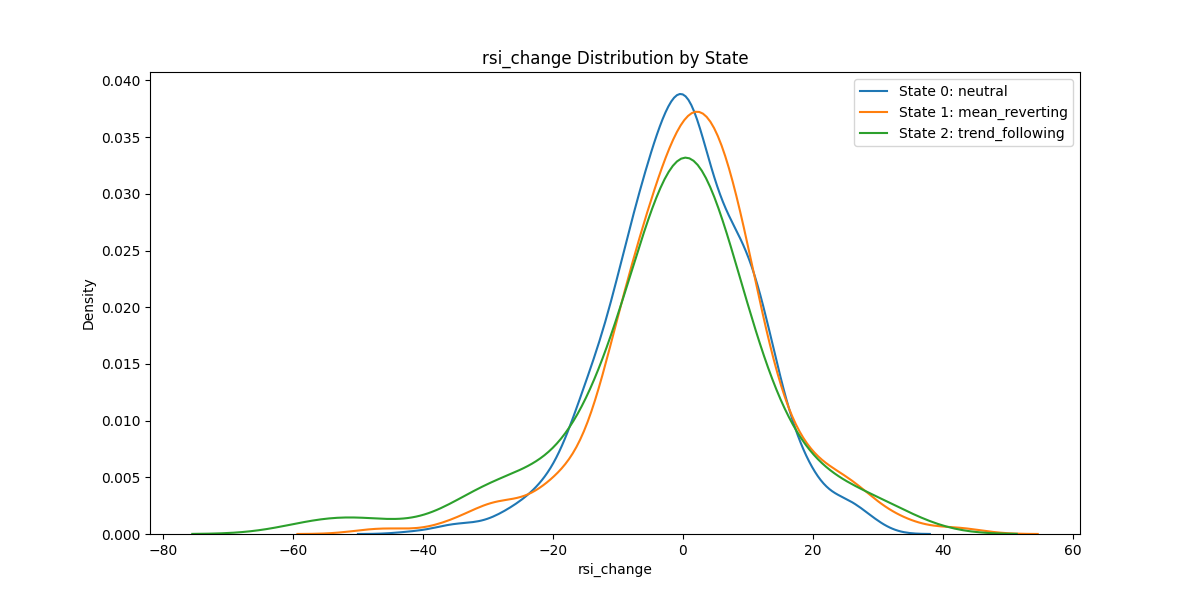 rsi_change Distribution by State
State 0: neutral
State 1: mean_reverting
State 2: trend_following
Density
0.040
0.035
0.030
0.025
0.020
0.015
0.010
0.005
0.000
−80 −60 −40 −20 0 20 40 60
rsi_change